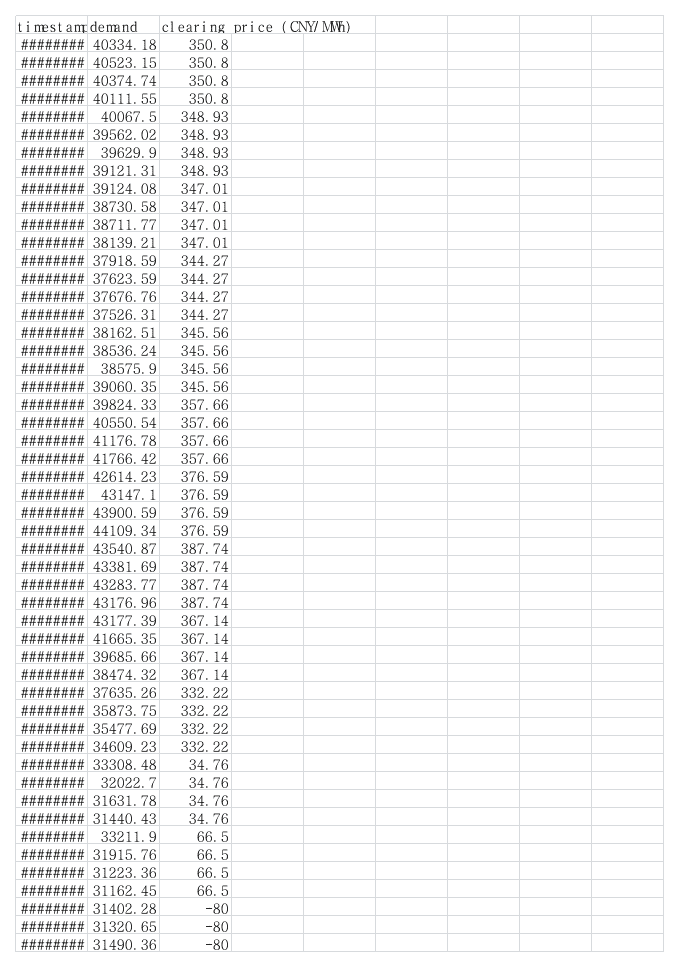 timestamp demand clearing price (CNY/MWh)
######## 40334.18 350.8
######## 40523.15 350.8
######## 40374.74 350.8
######## 40111.55 350.8
######## 40067.5 348.93
######## 39562.02 348.93
######## 39629.9 348.93
######## 39121.31 348.93
######## 39124.08 347.01
######## 38730.58 347.01
######## 38711.77 347.01
######## 38139.21 347.01
######## 37918.59 344.27
######## 37623.59 344.27
######## 37676.76 344.27
######## 37526.31 344.27
######## 38162.51 345.56
######## 38536.24 345.56
######## 38575.9 345.56
######## 39060.35 345.56
######## 39824.33 357.66
######## 40550.54 357.66
######## 41176.78 357.66
######## 41766.42 357.66
######## 42614.23 376.59
######## 43147.1 376.59
######## 43900.59 376.59
######## 44109.34 376.59
######## 43540.87 387.74
######## 43381.69 387.74
######## 43283.77 387.74
######## 43176.96 387.74
######## 43177.39 367.14
######## 41665.35 367.14
######## 39685.66 367.14
######## 38474.32 367.14
######## 37635.26 332.22
######## 35873.75 332.22
######## 35477.69 332.22
######## 34609.23 332.22
######## 33308.48 34.76
######## 32022.7 34.76
######## 31631.78 34.76
######## 31440.43 34.76
######## 33211.9 66.5
######## 31915.76 66.5
######## 31223.36 66.5
######## 31162.45 66.5
######## 31402.28 -80
######## 31320.65 -80
######## 31490.36 -80